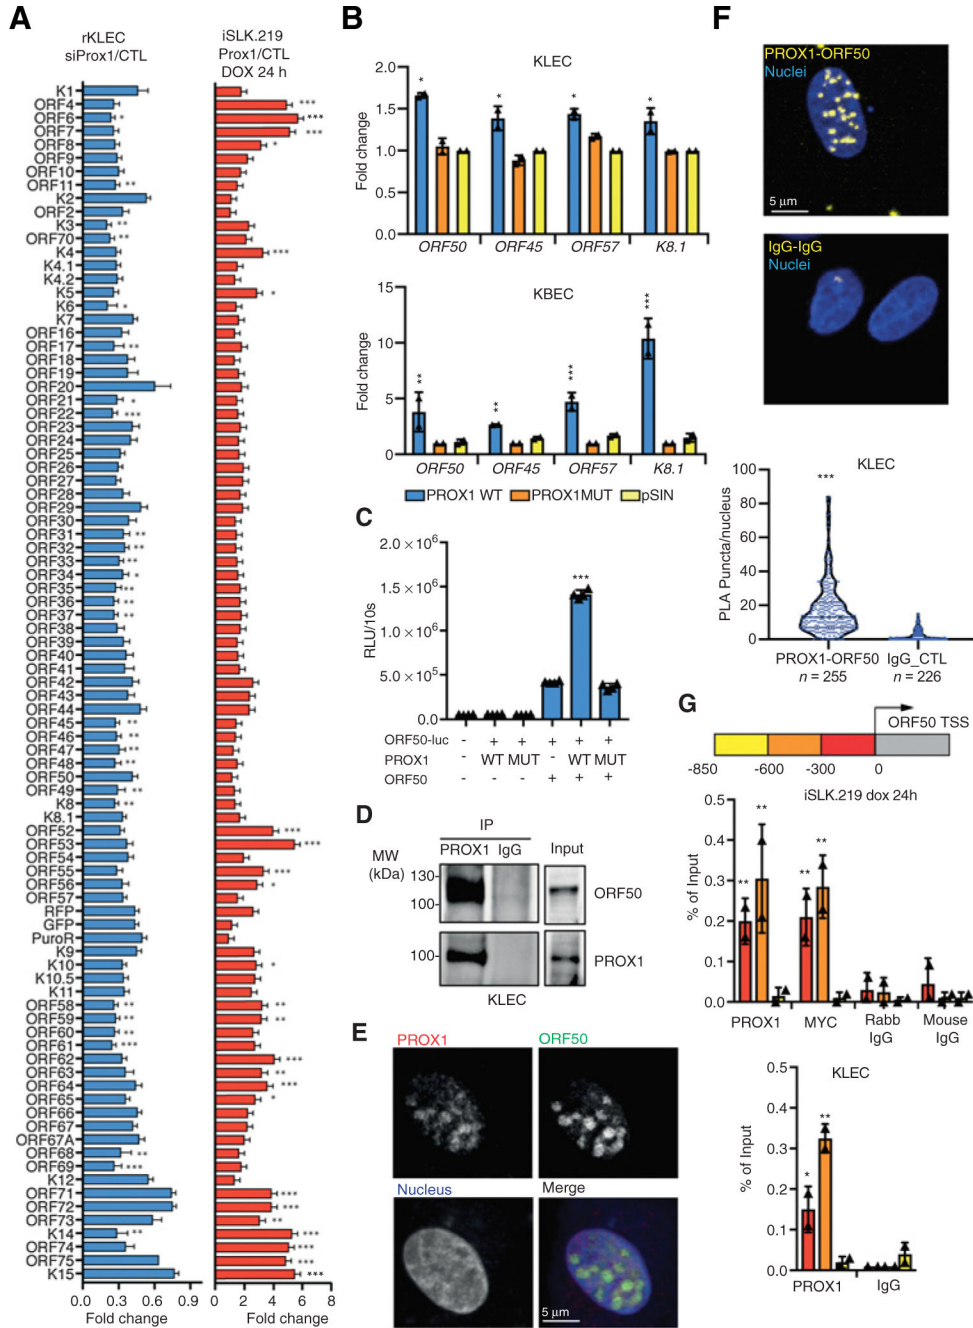 A
rKLEC
siProx1/CTL
iSLK.219
Prox1/CTL
DOX 24 h
K1
ORF4 ***
ORF6 * ***
ORF7 ***
ORF8 *
ORF9
ORF10
ORF11 **
K2
ORF2
K3 **
ORF70 **
K4 ***
K4.1
K4.2
K5 *
K6 *
K7
ORF16
ORF17 **
ORF18
ORF19
ORF20
ORF21 *
ORF22 ***
ORF23
ORF24
ORF25
ORF26
ORF27
ORF28
ORF29
ORF30
ORF31 **
ORF32 **
ORF33 **
ORF34 *
ORF35 **
ORF36 **
ORF37 **
ORF38
ORF39
ORF40
ORF41
ORF42
ORF43
ORF44
ORF45 **
ORF46 **
ORF47 **
ORF48 **
ORF50
ORF49 **
K8 **
K8.1
ORF52 ***
ORF53 ***
ORF54
ORF55 ***
ORF56 *
ORF57
RFP
GFP
PuroR
K9
K10 *
K10.5
K11
ORF58 ** **
ORF59 ** **
ORF60 **
ORF61 ***
ORF62 ***
ORF63 **
ORF64 ***
ORF65 *
ORF66
ORF67
ORF67A
ORF68 **
ORF69 ***
K12
ORF71 ***
ORF72 ***
ORF73 **
K14 ** ***
ORF74 ***
ORF75 ***
K15 ***
0.0 0.3 0.6 0.9
Fold change
0 2 4 6 8
Fold change
B
KLEC
Fold change
2.0
1.5
1.0
0.5
0.0
* * * *
ORF50 ORF45 ORF57 K8.1
KBEC
Fold change
15
10
5
0
** ** *** ***
ORF50 ORF45 ORF57 K8.1
PROX1 WT PROX1MUT pSIN
C
RLU/10s
2.0 × 10⁶
1.5 × 10⁶
1.0 × 10⁶
5.0 × 10⁵
0.0
***
ORF50-luc - + + + + +
PROX1 - WT MUT - WT MUT
ORF50 - - - + + +
D
IP
MW
(kDa)
PROX1 IgG Input
130
100
ORF50
100
PROX1
KLEC
E
PROX1 ORF50
Nucleus Merge
5 µm
F
PROX1-ORF50
Nuclei
5 µm
IgG-IgG
Nuclei
KLEC
PLA Puncta/nucleus
100
80
60
40
20
0
***
PROX1-ORF50 IgG_CTL
n = 255 n = 226
G
ORF50 TSS
-850 -600 -300 0
iSLK.219 dox 24h
% of Input
0.5
0.4
0.3
0.2
0.1
0.0
** ** ** **
PROX1 MYC Rabb IgG Mouse IgG
KLEC
% of Input
0.5
0.4
0.3
0.2
0.1
0.0
* **
PROX1 IgG